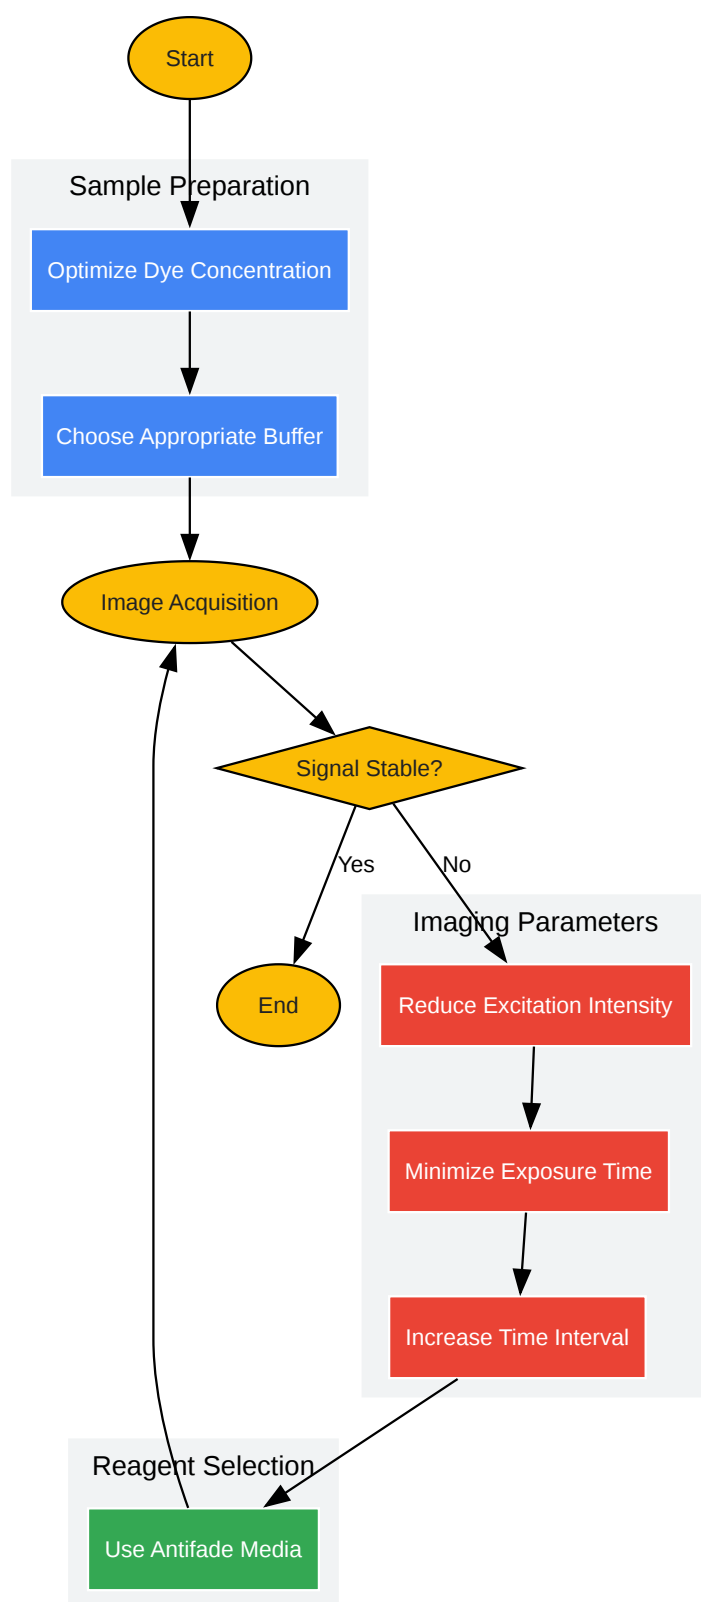 Start
Sample Preparation
Optimize Dye Concentration
Choose Appropriate Buffer
Image Acquisition
Signal Stable?
Yes
No
Imaging Parameters
End
Reduce Excitation Intensity
Minimize Exposure Time
Increase Time Interval
Reagent Selection
Use Antifade Media